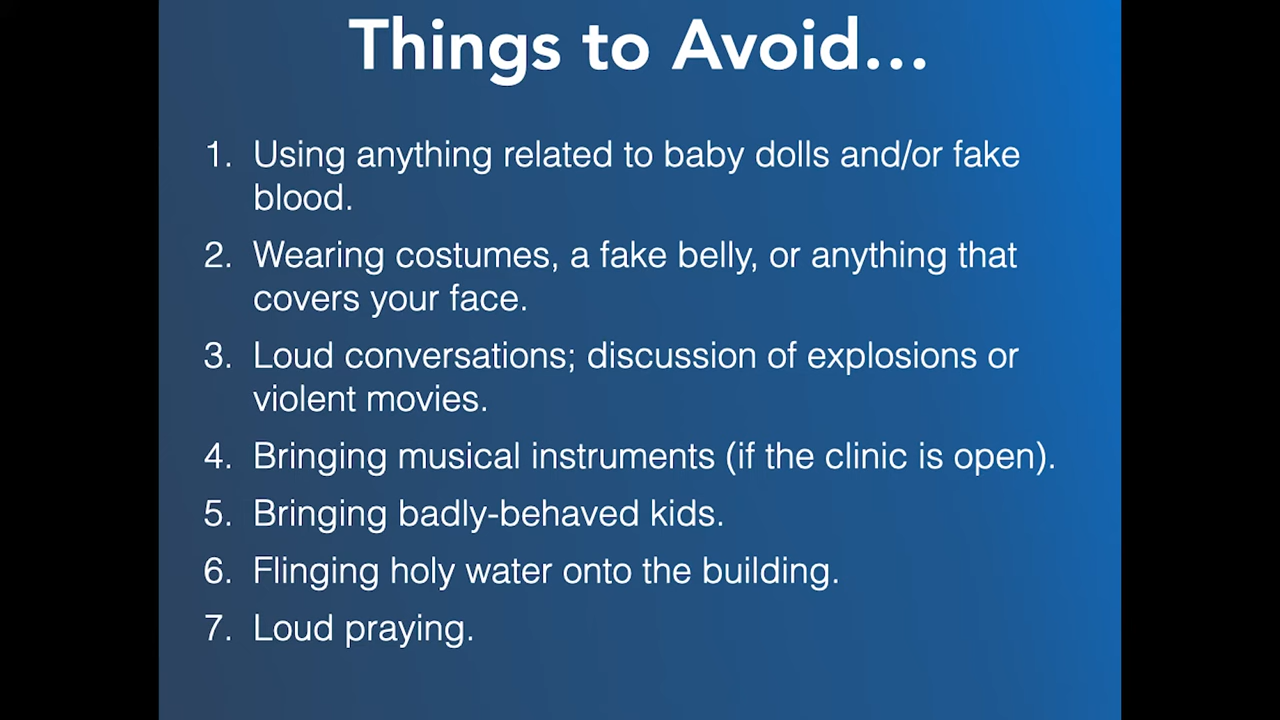 Things to Avoid...
1. Using anything related to baby dolls and/or fake
blood.
2. Wearing costumes, a fake belly, or anything that
covers your face.
3. Loud conversations; discussion of explosions or
violent movies.
4. Bringing musical instruments (if the clinic is open).
5. Bringing badly-behaved kids.
6. Flinging holy water onto the building.
7. Loud praying.